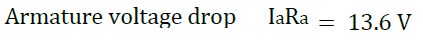 Armature voltage drop IaRa = 13.6 V